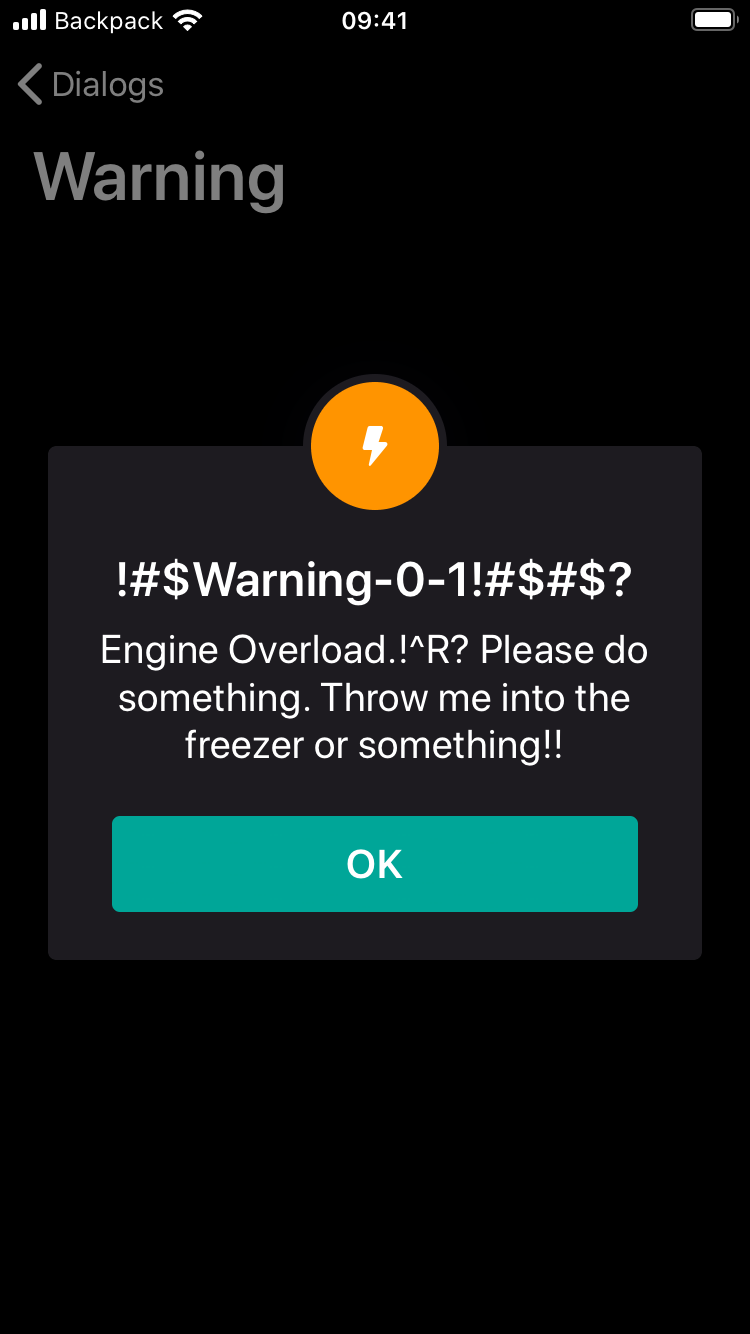 Backpack 09:41
Dialogs
Warning
!#$Warning-0-1!#$#$?
Engine Overload.!^R? Please do
something. Throw me into the
freezer or something!!
OK